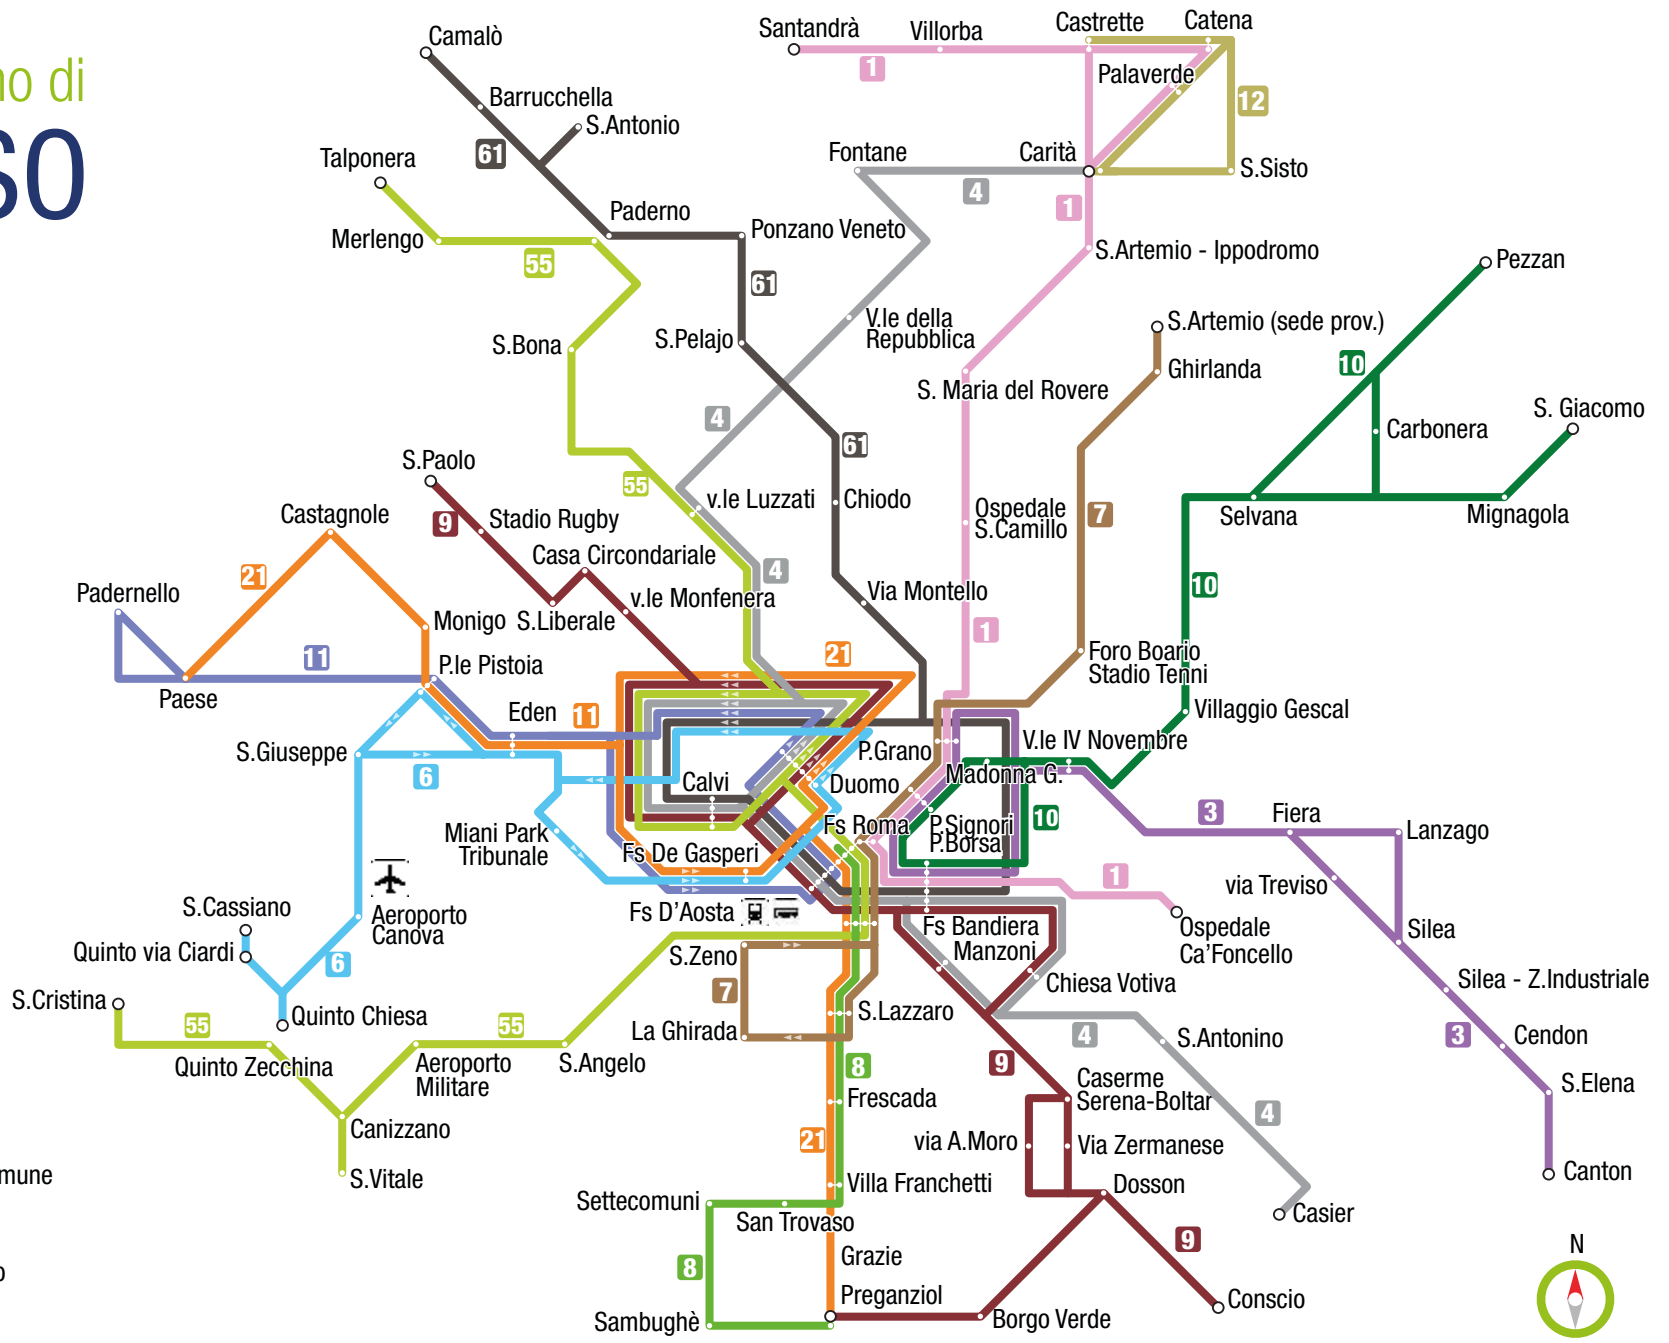 no di
so
Camalò
Santandrà
Villorba
Castrette
Catena
1
Palaverde
12
Barrucchella
S.Antonio
61
Talponera
Fontane
Carità
4
S.Sisto
1
Merlengo
Paderno
Ponzano Veneto
55
61
S.Artemio - Ippodromo
Pezzan
V.le della
Repubblica
S.Artemio (sede prov.)
S.Bona
S.Pelajo
Ghirlanda
10
S. Maria del Rovere
4
S. Giacomo
Carbonera
61
S.Paolo
55
v.le Luzzati
Chiodo
Ospedale
S.Camillo
7
Selvana
Mignagola
9
Stadio Rugby
Castagnole
Casa Circondariale
4
21
10
Padernello
v.le Monfenera
Via Montello
Monigo
S.Liberale
1
11
P.le Pistoia
21
Foro Boario
Stadio Tenni
Paese
Eden
11
Villaggio Gescal
S.Giuseppe
P.Grano
V.le IV Novembre
6
Calvi
Duomo
Madonna G.
Miani Park
Tribunale
Fs Roma
P.Signori
P.Borsa
10
3
Fiera
Lanzago
Fs De Gasperi
1
via Treviso
S.Cassiano
Aeroporto
Canova
Fs D'Aosta
Fs Bandiera
Manzoni
Ospedale
Ca'Foncello
Silea
Quinto via Ciardi
6
S.Zeno
Chiesa Votiva
Silea - Z.Industriale
S.Cristina
7
Quinto Chiesa
S.Lazzaro
55
55
La Ghirada
4
S.Antonino
3
Cendon
Quinto Zecchina
Aeroporto
Militare
S.Angelo
8
9
Caserme
Serena-Boltar
S.Elena
Frescada
4
Canizzano
21
via A.Moro
Via Zermanese
mune
S.Vitale
Villa Franchetti
Dosson
Canton
Settecomuni
San Trovaso
Casier
Grazie
9
N
8
o
Preganziol
Conscio
Sambughè
Borgo Verde